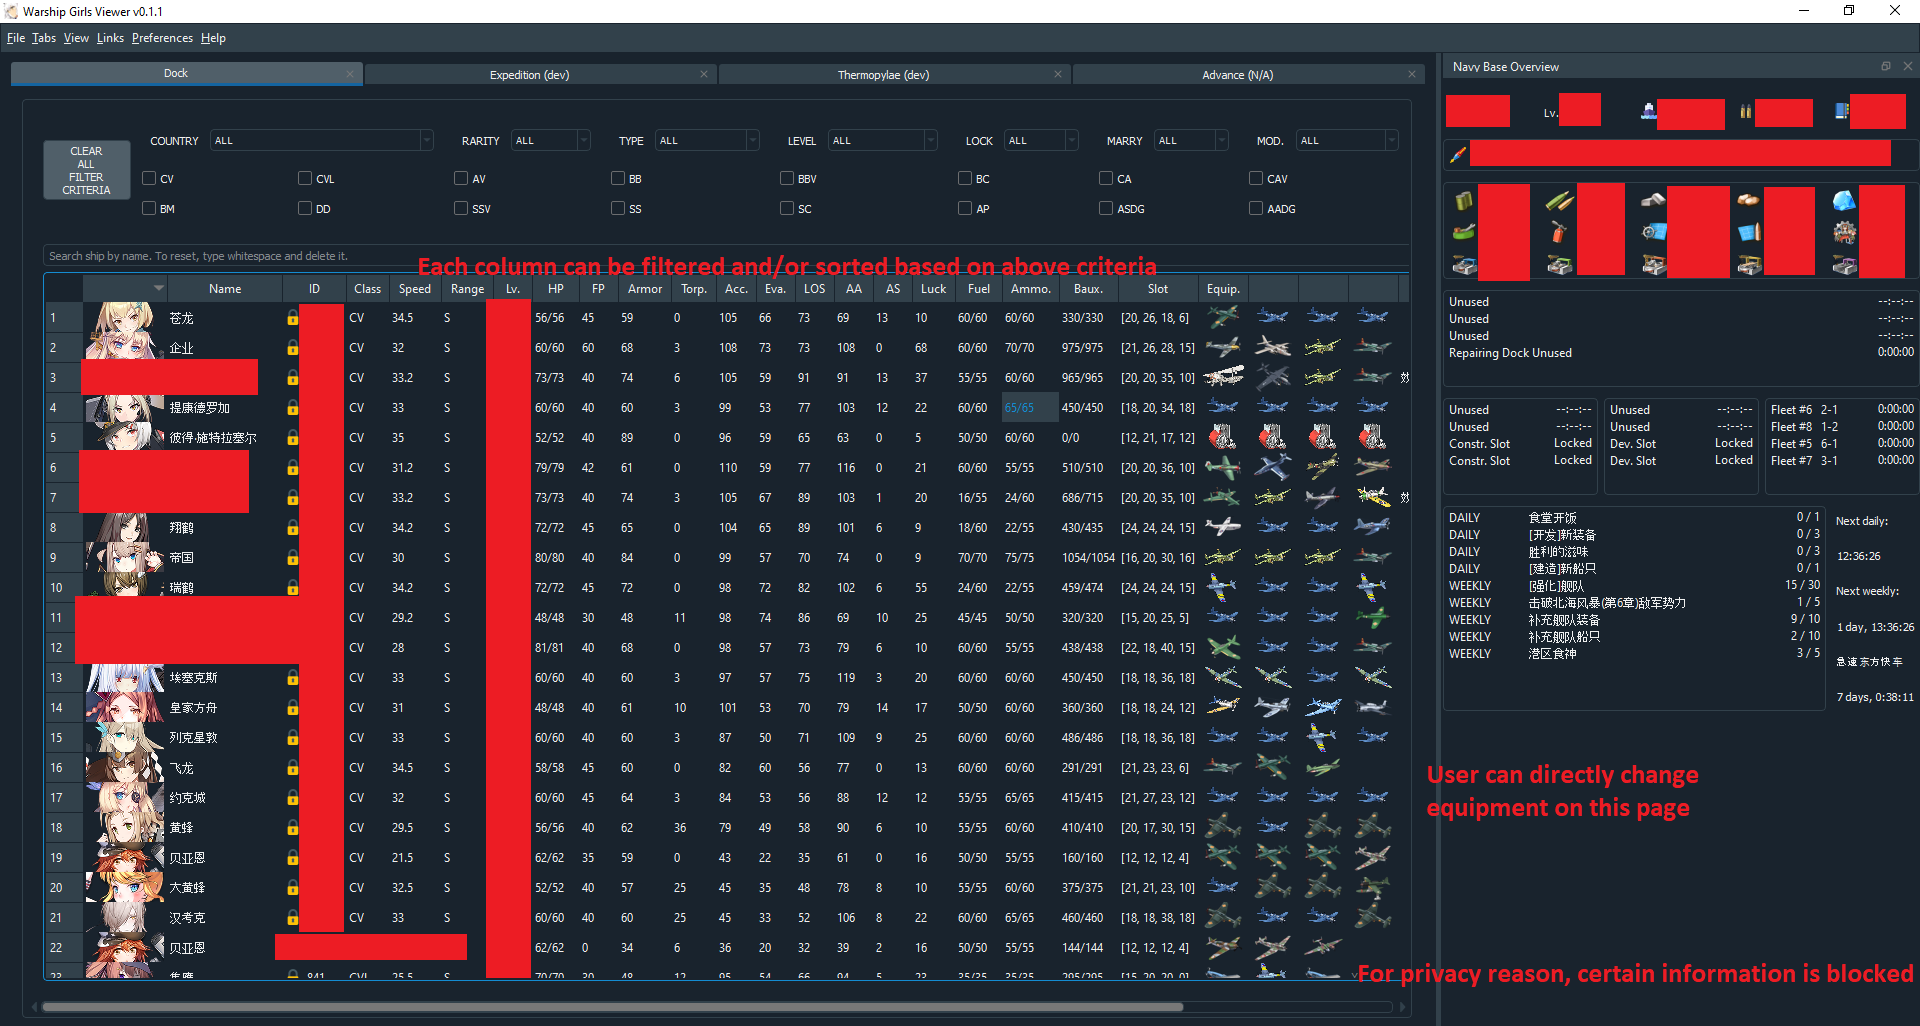 Warship Girls Viewer v0.1.1
File Tabs View Links Preferences Help
Dock Expedition (dev) Thermopylae (dev) Advance (N/A)
CLEAR
ALL
FILTER
CRITERIA
COUNTRY ALL RARITY ALL TYPE ALL LEVEL ALL LOCK ALL MARRY ALL MOD. ALL
CV CVL AV BB BBV BC CA CAV
BM DD SSV SS SC AP ASDG AADG
Search ship by name. To reset, type whitespace and delete it.
Each column can be filtered and/or sorted based on above criteria
Name ID Class Speed Range Lv. HP FP Armor Torp. Acc. Eva. LOS AA AS Luck Fuel Ammo. Baux. Slot Equip.
1 苍龙 CV 34.5 S 56/56 45 59 0 105 66 73 69 13 10 60/60 60/60 330/330 [20, 26, 18, 6]
2 企业 CV 32 S 60/60 60 68 3 108 73 73 108 0 68 60/60 70/70 975/975 [21, 26, 28, 15]
3 CV 33.2 S 73/73 40 74 6 105 59 91 91 13 37 55/55 60/60 965/965 [20, 20, 35, 10]
4 提康德罗加 CV 33 S 60/60 40 60 3 99 53 77 103 12 22 60/60 65/65 450/450 [18, 20, 34, 18]
5 彼得·施特拉塞尔 CV 35 S 52/52 40 89 0 96 59 65 63 0 5 50/50 60/60 0/0 [12, 21, 17, 12]
6 CV 31.2 S 79/79 42 61 0 110 59 77 116 0 21 60/60 55/55 510/510 [20, 20, 36, 10]
7 CV 33.2 S 73/73 40 74 3 105 67 89 103 1 20 16/55 24/60 686/715 [20, 20, 35, 10]
8 翔鹤 CV 34.2 S 72/72 45 65 0 104 65 89 101 6 9 18/60 22/55 430/435 [24, 24, 24, 15]
9 帝国 CV 30 S 80/80 40 84 0 99 57 70 74 0 9 70/70 75/75 1054/1054 [16, 20, 30, 16]
10 瑞鹤 CV 34.2 S 72/72 45 72 0 98 72 82 102 6 55 24/60 22/55 459/474 [24, 24, 24, 15]
11 CV 29.2 S 48/48 30 48 11 98 74 86 69 10 25 45/45 50/50 320/320 [15, 20, 25, 5]
12 CV 28 S 81/81 40 68 0 98 57 73 79 6 10 60/60 55/55 438/438 [22, 18, 40, 15]
13 埃塞克斯 CV 33 S 60/60 40 60 3 97 57 75 119 3 20 60/60 60/60 450/450 [18, 18, 36, 18]
14 皇家方舟 CV 31 S 48/48 40 61 10 101 53 70 79 14 17 50/50 60/60 360/360 [18, 18, 24, 12]
15 列克星敦 CV 33 S 60/60 40 60 3 87 50 71 109 9 25 60/60 60/60 486/486 [18, 18, 36, 18]
16 飞龙 CV 34.5 S 58/58 45 60 0 82 60 56 77 0 13 60/60 60/60 291/291 [21, 23, 23, 6]
17 约克城 CV 32 S 60/60 45 64 3 84 53 56 88 12 12 55/55 65/65 415/415 [21, 27, 23, 12]
18 黄蜂 CV 29.5 S 56/56 40 62 36 79 49 58 90 6 10 55/55 60/60 410/410 [20, 17, 30, 15]
19 贝亚恩 CV 21.5 S 62/62 35 59 0 43 22 35 61 0 16 50/50 55/55 160/160 [12, 12, 12, 4]
20 大黄蜂 CV 32.5 S 52/52 40 57 25 45 35 48 78 8 10 55/55 60/60 375/375 [21, 21, 23, 10]
21 汉考克 CV 33 S 60/60 40 60 25 45 33 52 106 8 22 60/60 65/65 460/460 [18, 18, 38, 18]
22 贝亚恩 62/62 0 34 6 36 20 32 39 2 16 50/50 55/55 144/144 [12, 12, 12, 4]
Navy Base Overview
Lv.
Unused --:--:--
Unused --:--:--
Unused --:--:--
Repairing Dock Unused 0:00:00
Unused --:--:-- Unused --:--:-- Fleet #6 2-1 0:00:00
Unused --:--:-- Unused --:--:-- Fleet #8 1-2 0:00:00
Constr. Slot Locked Dev. Slot Locked Fleet #5 6-1 0:00:00
Constr. Slot Locked Dev. Slot Locked Fleet #7 3-1 0:00:00
DAILY 食堂开饭 0 / 1
DAILY [开发]新装备 0 / 3
DAILY 胜利的滋味 0 / 3
DAILY [建造]新船只 0 / 1
WEEKLY [强化]舰队 15 / 30
WEEKLY 击破北海风暴(第6章)敌军势力 1 / 5
WEEKLY 补充舰队装备 9 / 10
WEEKLY 补充舰队船只 2 / 10
WEEKLY 港区食神 3 / 5
Next daily:
12:36:26
Next weekly:
1 day, 13:36:26
急速东方快车
7 days, 0:38:11
User can directly change
equipment on this page
For privacy reason, certain information is blocked